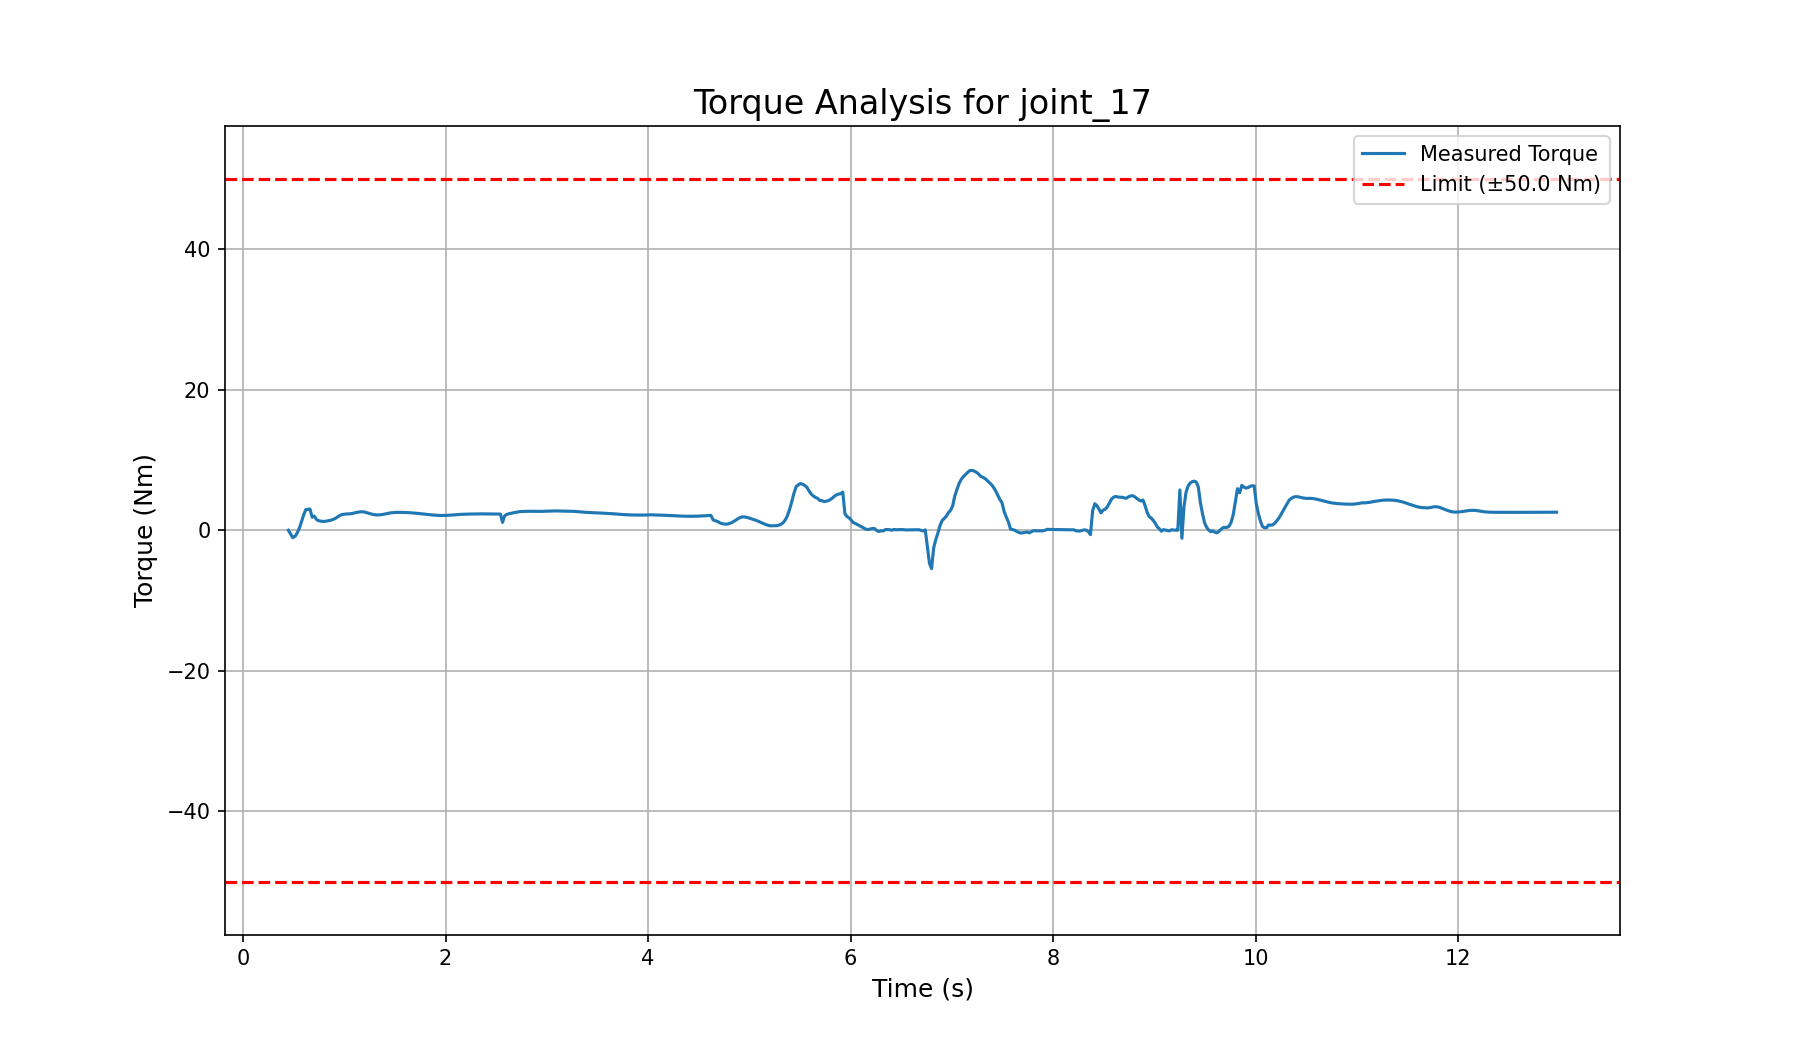 Torque Analysis for joint_17
Measured Torque
Limit (±50.0 Nm)
40
20
0
−20
−40
Torque (Nm)
0 2 4 6 8 10 12
Time (s)